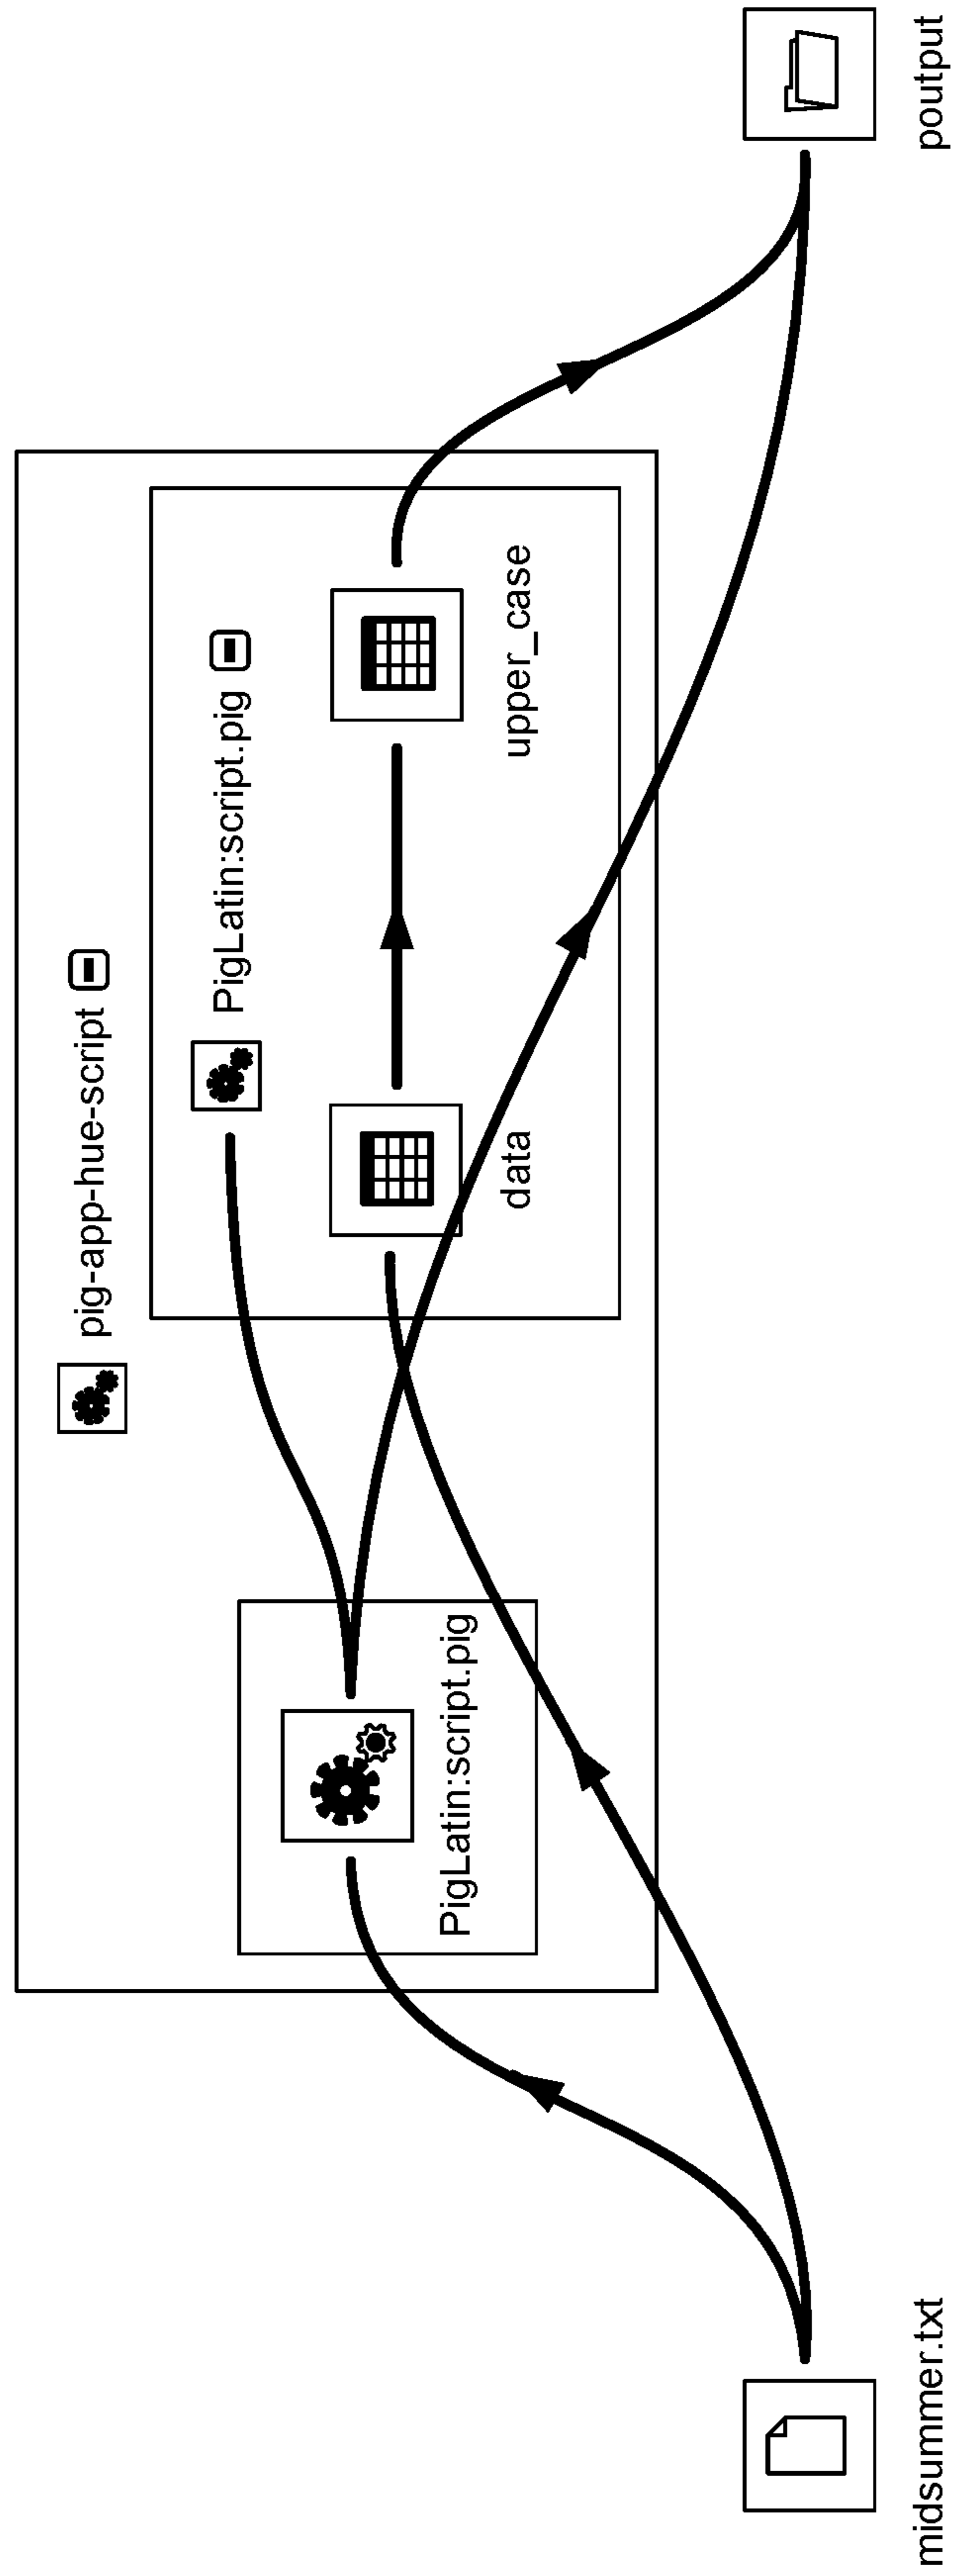 pig-app-hue-script
PigLatin:script.pig
PigLatin:script.pig
data
upper_case
midsummer.txt
poutput